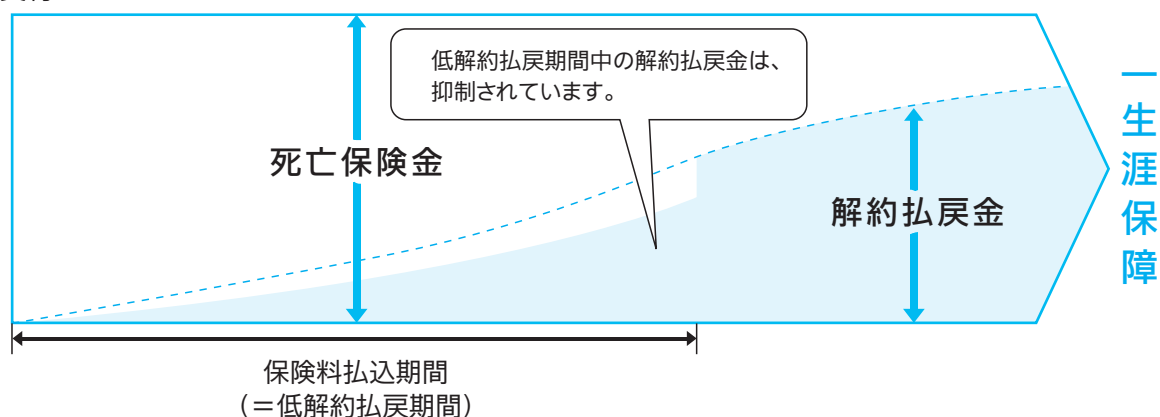 低解約払戻期間中の解約払戻金は、
抑制されています。
死亡保険金
解約払戻金
一生涯保障
保険料払込期間
（＝低解約払戻期間）